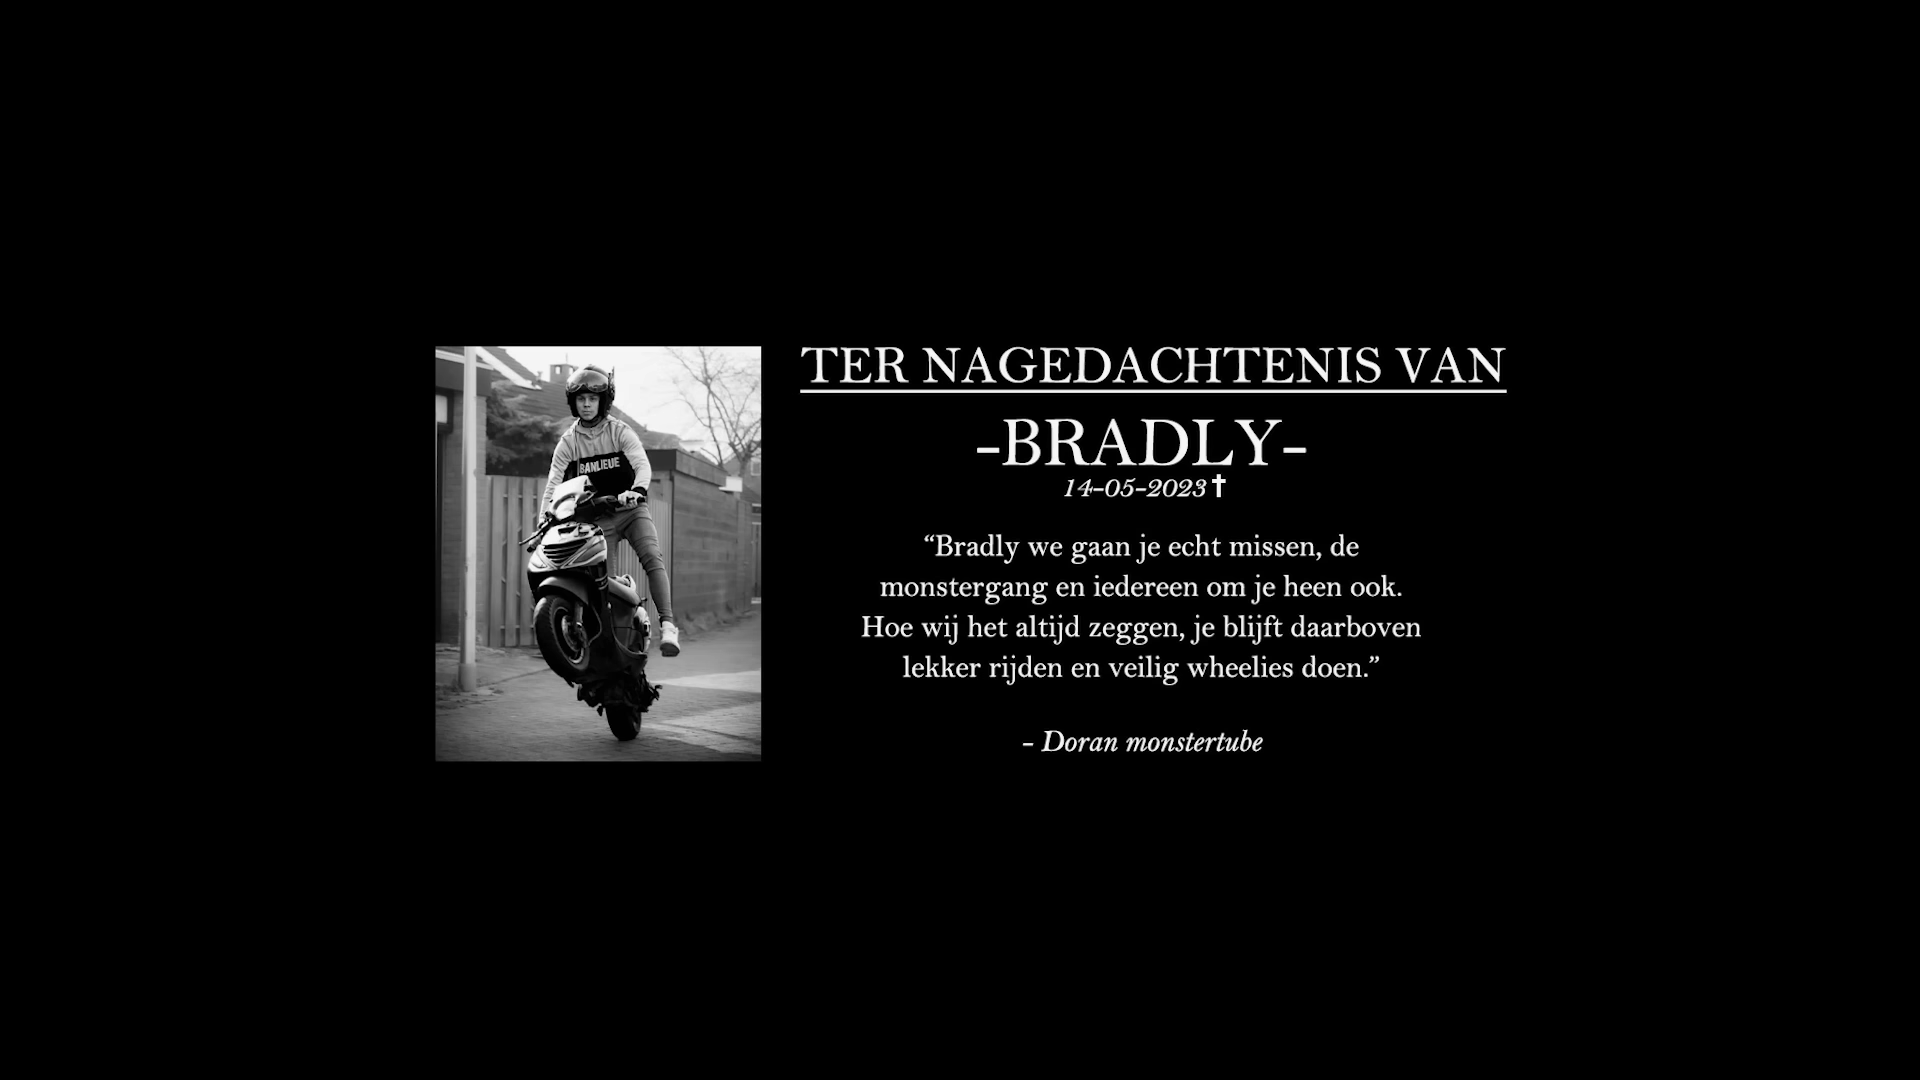 TER NAGEDACHTENIS VAN
-BRADLY-
14-05-2023✝
BANLIEUE
“Bradly we gaan je echt missen, de
monstergang en iedereen om je heen ook.
Hoe wij het altijd zeggen, je blijft daarboven
lekker rijden en veilig wheelies doen.”
- Doran monstertube